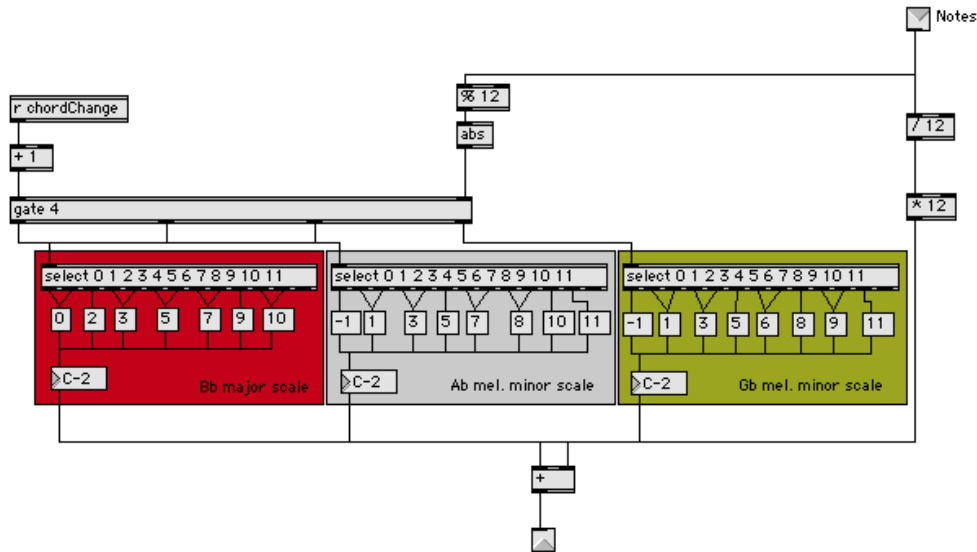 Notes
% 12
r chordChange
abs
/ 12
+ 1
gate 4
* 12
select 0 1 2 3 4 5 6 7 8 9 10 11
0 2 3 5 7 9 10
C-2
Bb major scale
select 0 1 2 3 4 5 6 7 8 9 10 11
-1 1 3 5 7 8 10 11
C-2
Ab mel. minor scale
select 0 1 2 3 4 5 6 7 8 9 10 11
-1 1 3 5 6 8 9 11
C-2
Gb mel. minor scale
+